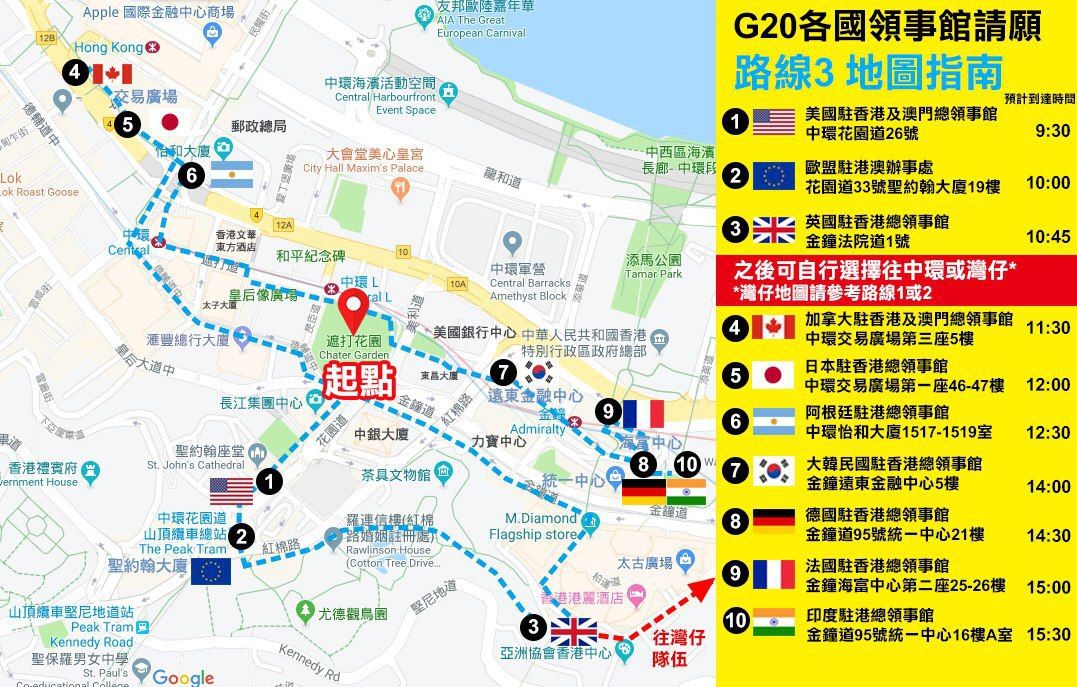 Apple 國際金融中心商場
友邦歐陸嘉年華
AIA The Great
European Carnival
12B
Hong Kong
4
交易廣場
5
4
怡和大廈
6
郵政總局
中環海濱活動空間
Central Harbourfront
Event Space
大會堂美心皇宮
City Hall Maxim's Palace
龍和道
中西區海濱
長廊- 中環段
德輔道中
Lok
Lok Roast Goose
4
12A
10
10A
中環
Central
香港文華
東方酒店
和平紀念碑
遮打道
太子大廈
皇后像廣場
中環 L
皇后大道中
滙豐總行大廈
美利道
中環軍營
Central Barracks
Amethyst Block
添馬公園
Tamar Park
添華道
美國銀行中心
中華人民共和國香港
特別行政區政府總部
遮打花園
Chater Garden
起點
東昌大廈
7
遠東金融中心
金鐘
Admiralty
9
海富中心
8
10
統一中心
金鐘道
金鐘道
金鐘道
長江集團中心
花園道
中銀大廈
紅棉路
力寶中心
聖約翰座堂
St. John's Cathedral
香港禮賓府
vernment House
1
茶具文物館
中環花園道
山頂纜車總站
The Peak Tram
2
聖約翰大廈
紅棉路
羅連信樓(紅棉
路婚姻註冊處)
Rawlinson House
(Cotton Tree Drive...
M.Diamond
Flagship store
太古廣場
香港港麗酒店
尤德觀鳥園
堅尼地道
山頂纜車堅尼地道站
Peak Tram
Kennedy Road
Kennedy Rd
3
亞洲協會香港中心
往灣仔
隊伍
聖保羅男女中學
St. Paul's
Co-educational College
Google
G20各國領事館請願
路線3 地圖指南
預計到達時間
1 美國駐香港及澳門總領事館
中環花園道26號 9:30
2 歐盟駐港澳辦事處
花園道33號聖約翰大廈19樓 10:00
3 英國駐香港總領事館
金鐘法院道1號 10:45
之後可自行選擇往中環或灣仔*
*灣仔地圖請參考路線1或2
4 加拿大駐香港及澳門總領事館 11:30
中環交易廣場第三座5樓
5 日本駐香港總領事館
中環交易廣場第一座46-47樓 12:00
6 阿根廷駐港總領事館
中環怡和大廈1517-1519室 12:30
7 大韓民國駐香港總領事館
金鐘遠東金融中心5樓 14:00
8 德國駐香港總領事館
金鐘道95號統一中心21樓 14:30
9 法國駐香港總領事館
金鐘海富中心第二座25-26樓 15:00
10 印度駐港總領事館
金鐘道95號統一中心16樓A室 15:30